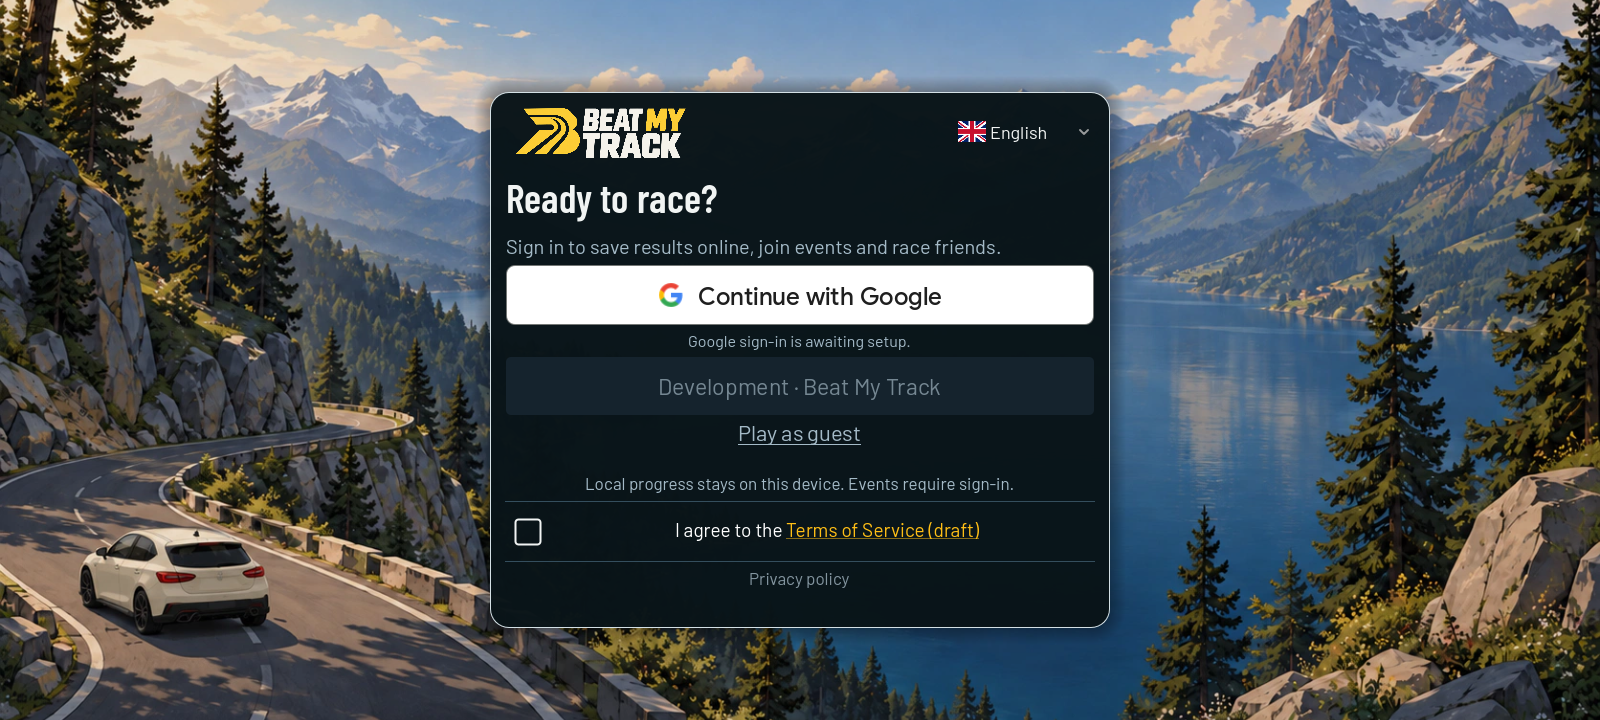 BEAT MY
TRACK
English
Ready to race?
Sign in to save results online, join events and race friends.
Continue with Google
Google sign-in is awaiting setup.
Development · Beat My Track
Play as guest
Local progress stays on this device. Events require sign-in.
I agree to the Terms of Service (draft)
Privacy policy